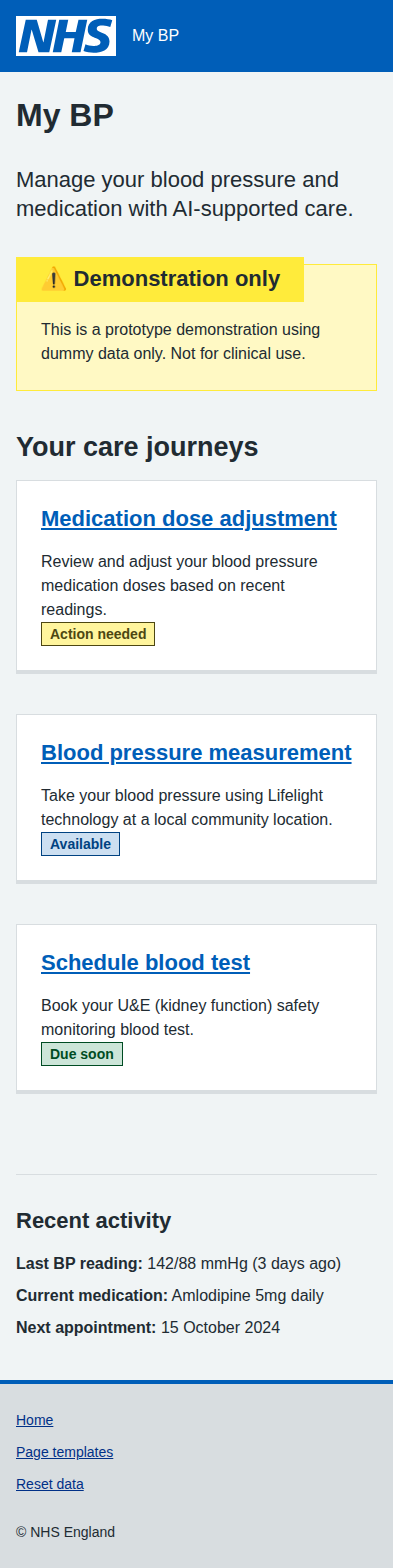 NHS My BP
My BP
Manage your blood pressure and
medication with AI-supported care.
⚠️ Demonstration only
This is a prototype demonstration using
dummy data only. Not for clinical use.
Your care journeys
Medication dose adjustment
Review and adjust your blood pressure
medication doses based on recent
readings.
Action needed
Blood pressure measurement
Take your blood pressure using Lifelight
technology at a local community location.
Available
Schedule blood test
Book your U&E (kidney function) safety
monitoring blood test.
Due soon
Recent activity
Last BP reading: 142/88 mmHg (3 days ago)
Current medication: Amlodipine 5mg daily
Next appointment: 15 October 2024
Home
Page templates
Reset data
© NHS England